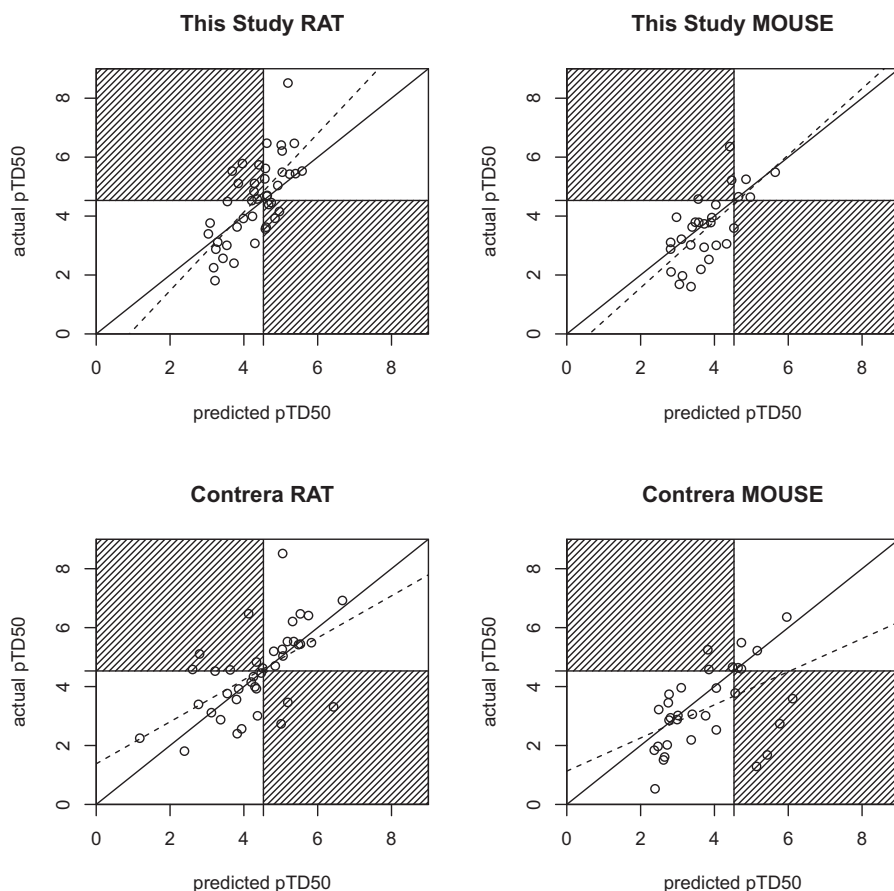 This Study RAT
actual pTD50
0 2 4 6 8
0 2 4 6 8
predicted pTD50
This Study MOUSE
actual pTD50
0 2 4 6 8
0 2 4 6 8
predicted pTD50
Contrera RAT
actual pTD50
0 2 4 6 8
0 2 4 6 8
predicted pTD50
Contrera MOUSE
actual pTD50
0 2 4 6 8
0 2 4 6 8
predicted pTD50